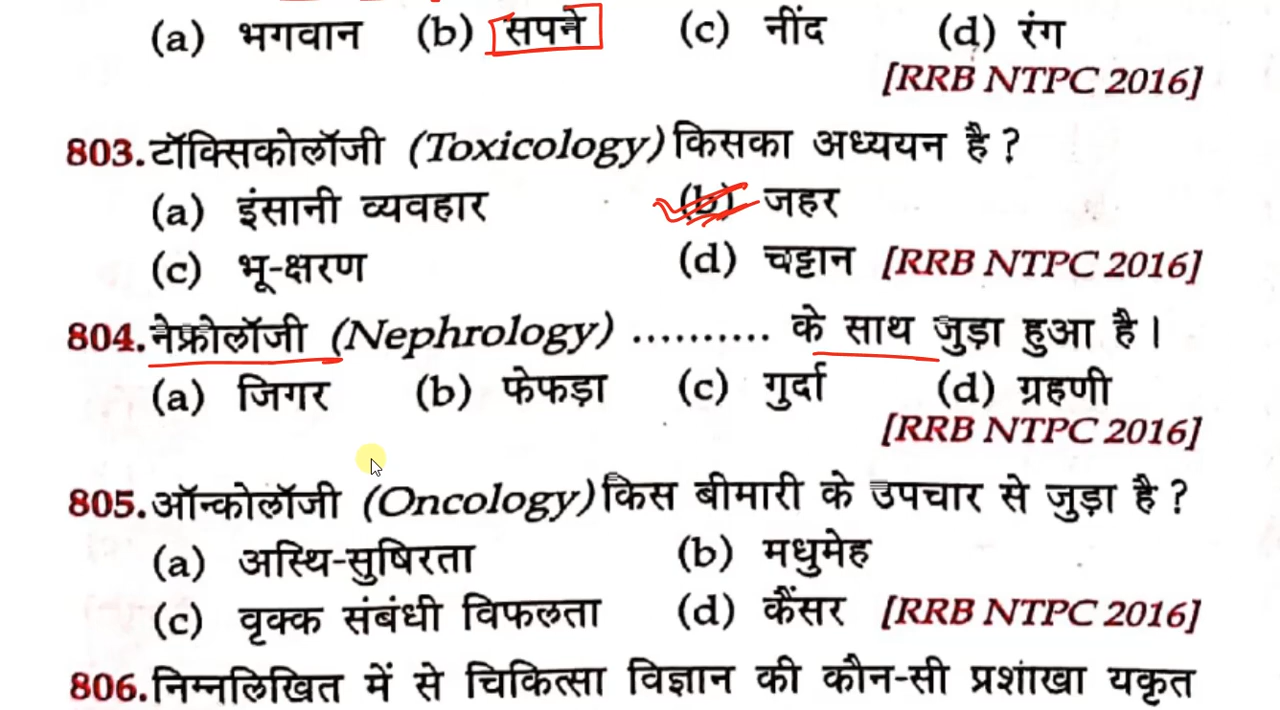 (a) भगवान (b) सपने (c) नींद (d) रंग
[RRB NTPC 2016]
803. टॉक्सिकोलॉजी (Toxicology) किसका अध्ययन है ?
(a) इंसानी व्यवहार (b) जहर
(c) भू-क्षरण (d) चट्टान [RRB NTPC 2016]
804. नेफ्रोलॉजी (Nephrology) .......... के साथ जुड़ा हुआ है ।
(a) जिगर (b) फेफड़ा (c) गुर्दा (d) ग्रहणी
[RRB NTPC 2016]
805. ऑन्कोलॉजी (Oncology) किस बीमारी के उपचार से जुड़ा है ?
(a) अस्थि-सुषिरता (b) मधुमेह
(c) वृक्क संबंधी विफलता (d) कैंसर [RRB NTPC 2016]
806. निम्नलिखित में से चिकित्सा विज्ञान की कौन-सी प्रशाखा यकृत